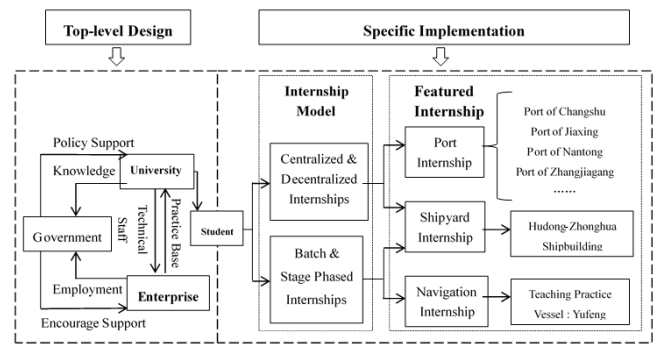 Top-level Design
Specific Implementation
Policy Support
Knowledge
University
Government
Staff
Technical
Practice Base
Employment
Enterprise
Encourage Support
Student
Internship
Model
Centralized &
Decentralized
Internships
Batch &
Stage Phased
Internships
Featured
Internship
Port
Internship
Shipyard
Internship
Navigation
Internship
Port of Changshu
Port of Jiaxing
Port of Nantong
Port of Zhangjiagang
......
Hudong-Zhonghua
Shipbuilding
Teaching Practice
Vessel : Yufeng